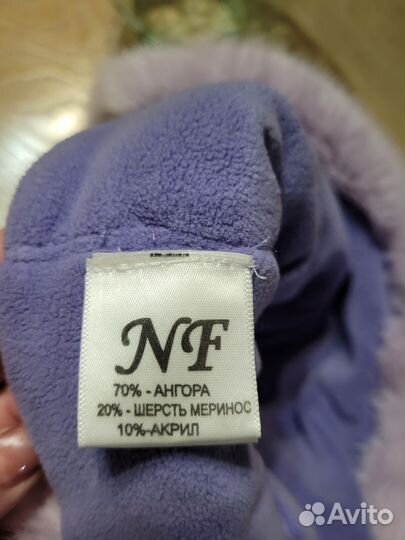 NF
70% - АНГОРА
20% - ШЕРСТЬ МЕРИНОС
10%-АКРИЛ
Avito